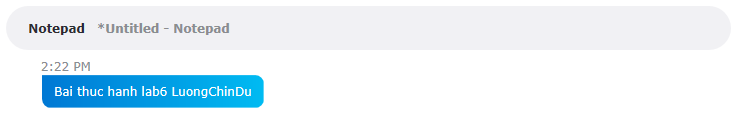 Notepad *Untitled - Notepad
2:22 PM
Bai thuc hanh lab6 LuongChinDu